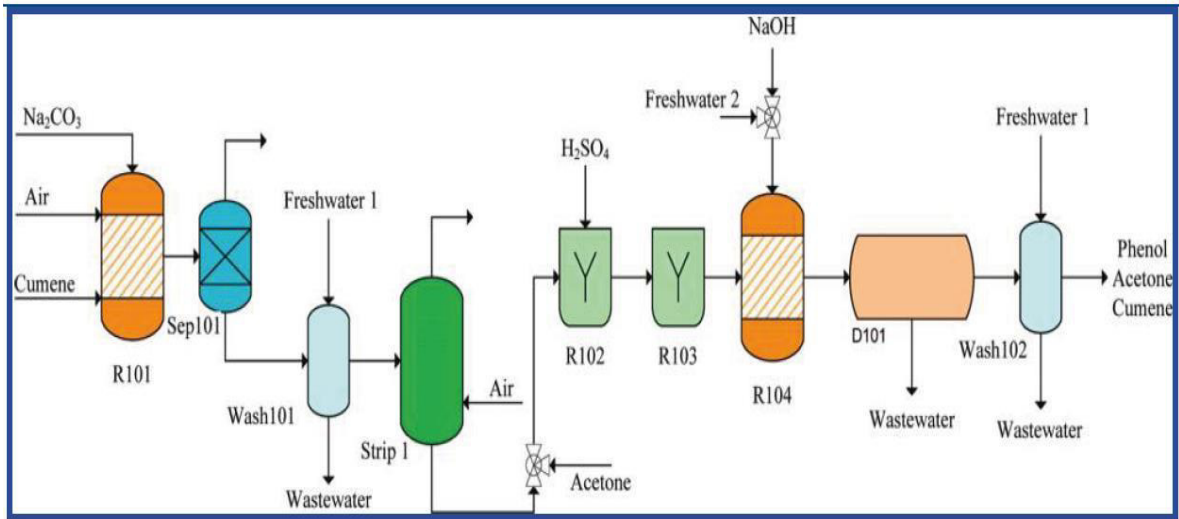 NaOH
Na₂CO₃
Freshwater 2
Freshwater 1
H₂SO₄
Air
Freshwater 1
Phenol
Acetone
Cumene
Cumene
Sep101
R101
Wash101
Air
Strip 1
Wastewater
Acetone
R102
R103
R104
D101
Wash102
Wastewater
Wastewater